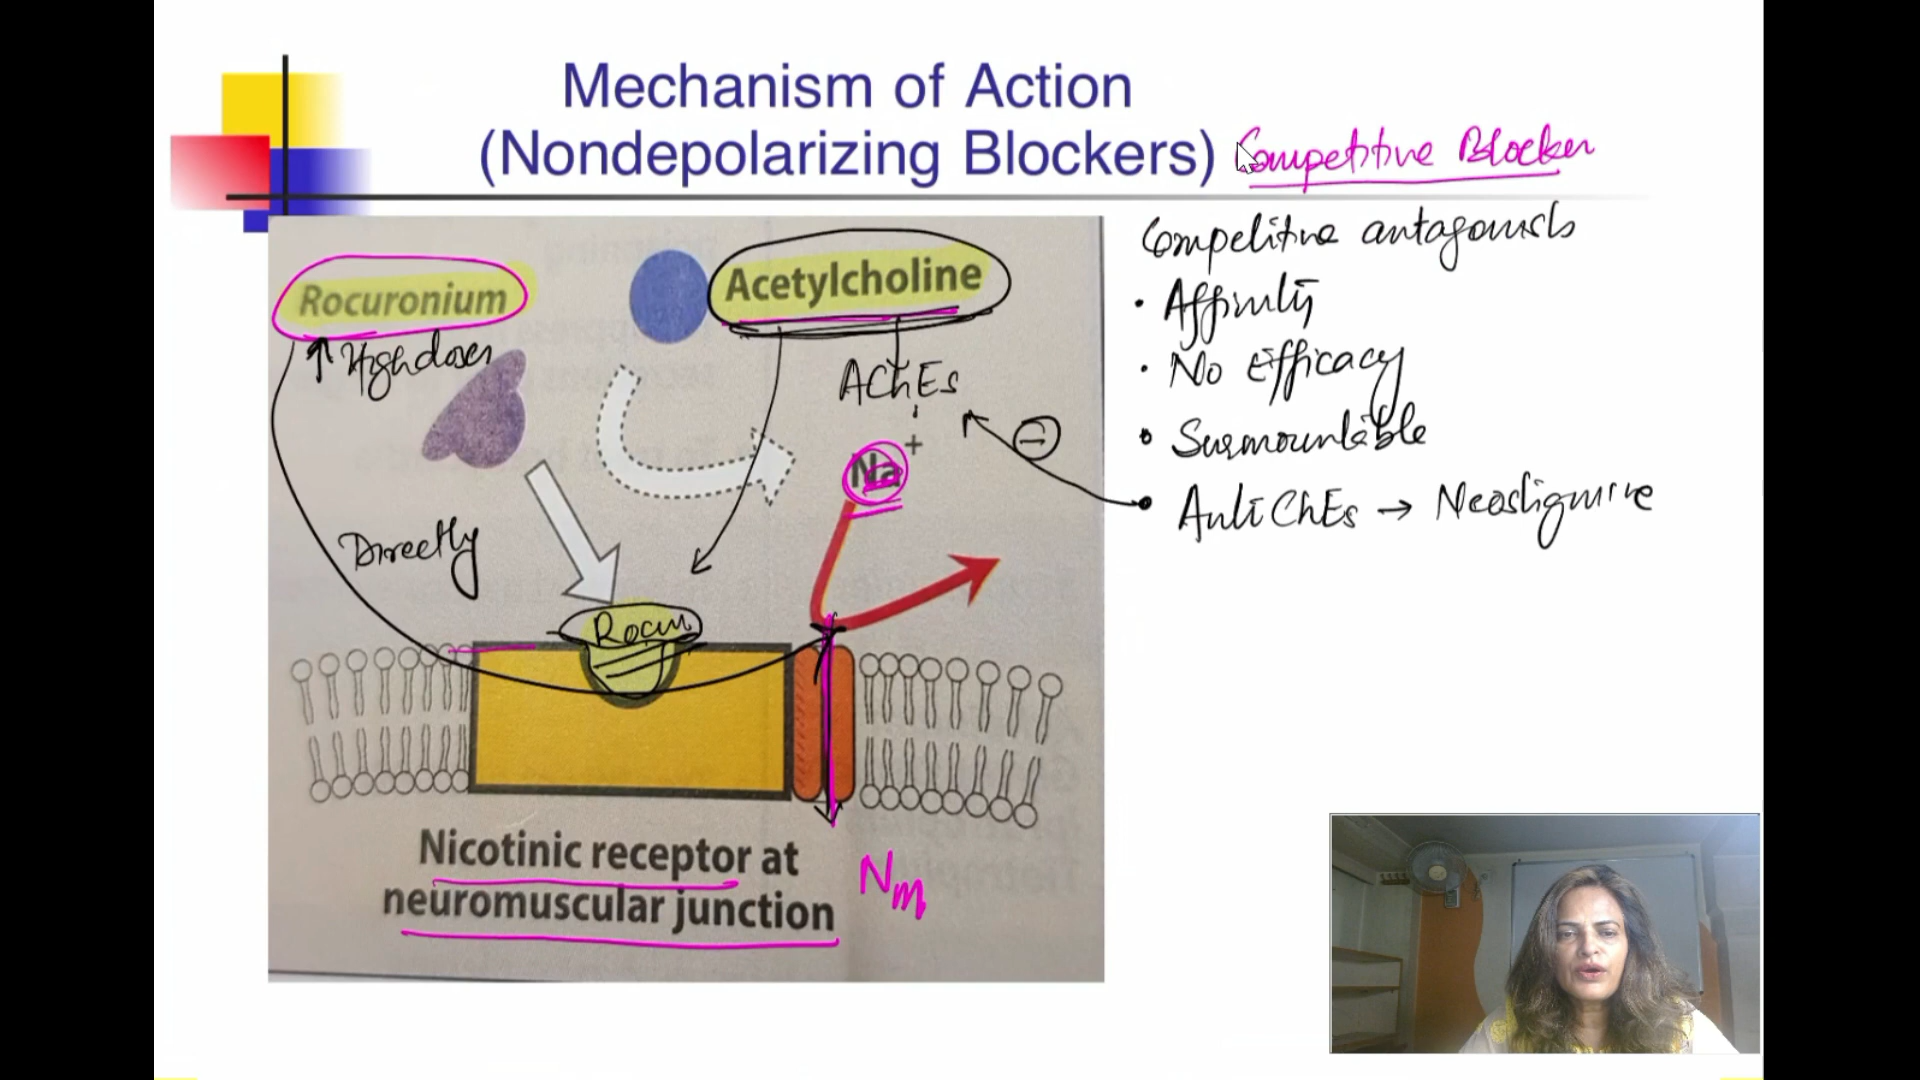 Mechanism of Action
(Nondepolarizing Blockers) Competitive Blocker
Competitive antagonists
• Affinity
• No Efficacy
• Surmountable
• AntiChEs → Neostigmine
Rocuronium
Acetylcholine
↑ High doses
AChEs
Na+
Directly
Rocu
Nicotinic receptor at
neuromuscular junction
Nm